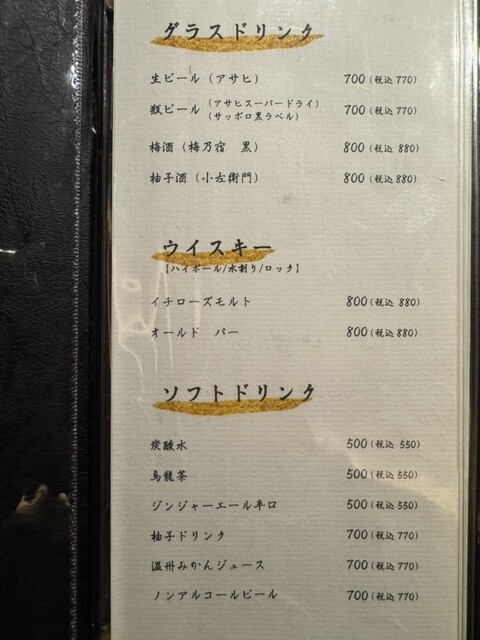 グラスドリンク
生ビール（アサヒ） 700（税込770）
瓶ビール（アサヒスーパードライ）（サッポロ黒ラベル） 700（税込770）
梅酒（梅乃宿　黒） 800（税込 880）
柚子酒（小左衛門） 800（税込880）
ウイスキー
【ハイボール/水割り/ロック】
イチローズモルト 800（税込 880）
オールド　パー 800（税込880）
ソフトドリンク
炭酸水 500（税込 550）
烏龍茶 500（税込550）
ジンジャーエール辛口 500（税込550）
柚子ドリンク 700（税込770）
温州みかんジュース 700（税込770）
ノンアルコールビール 700（税込770）